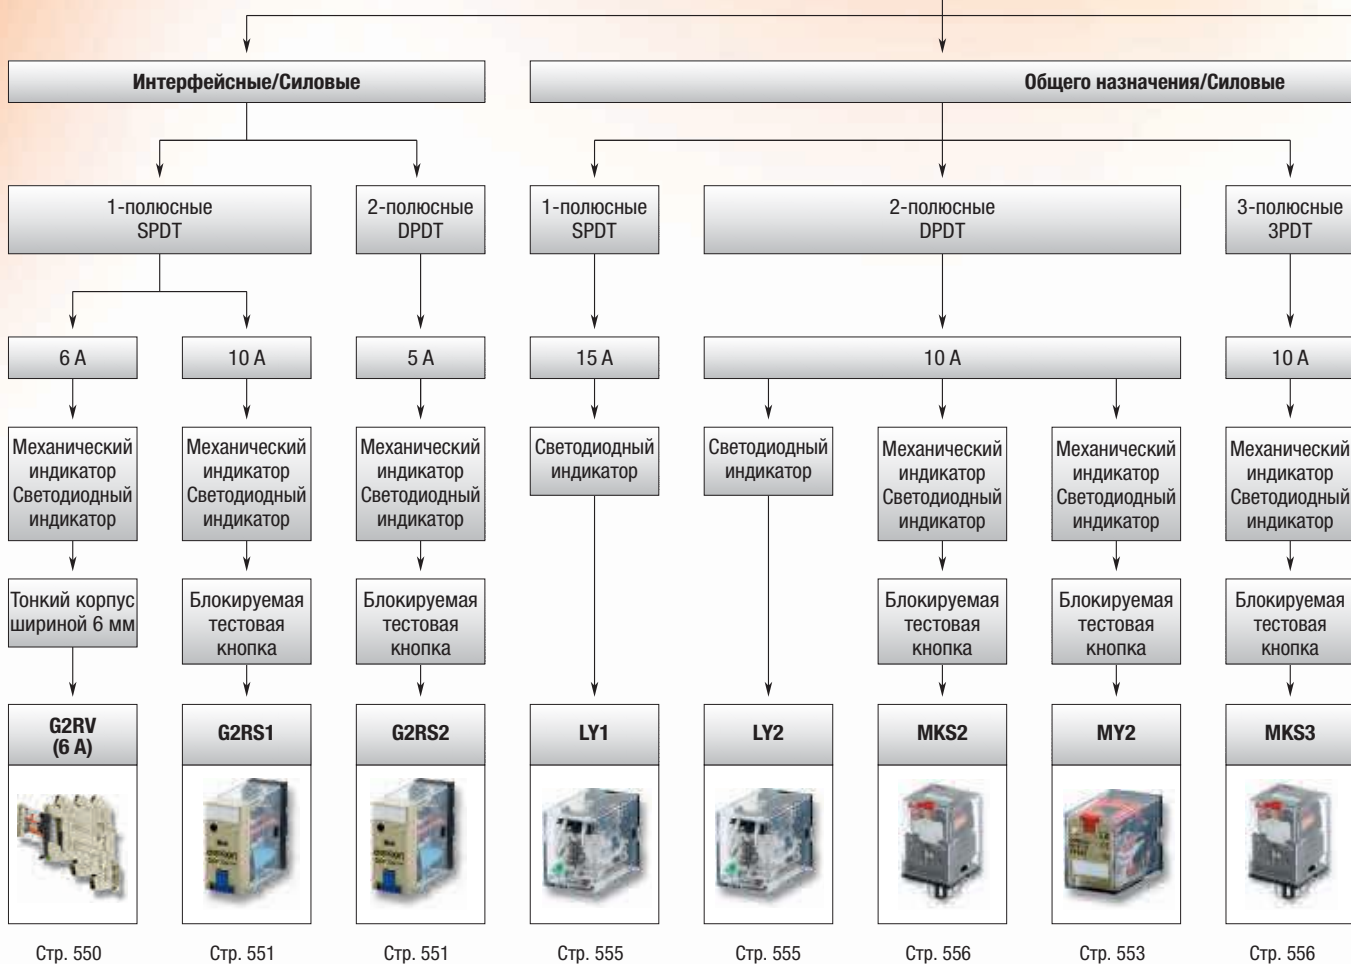 Интерфейсные/Силовые
Общего назначения/Силовые
1-полюсные
SPDT
2-полюсные
DPDT
1-полюсные
SPDT
2-полюсные
DPDT
3-полюсные
3PDT
6 A
10 A
5 A
15 A
10 A
10 A
Механический
индикатор
Светодиодный
индикатор
Механический
индикатор
Светодиодный
индикатор
Механический
индикатор
Светодиодный
индикатор
Светодиодный
индикатор
Светодиодный
индикатор
Механический
индикатор
Светодиодный
индикатор
Механический
индикатор
Светодиодный
индикатор
Механический
индикатор
Светодиодный
индикатор
Тонкий корпус
шириной 6 мм
Блокируемая
тестовая
кнопка
Блокируемая
тестовая
кнопка
Блокируемая
тестовая
кнопка
Блокируемая
тестовая
кнопка
Блокируемая
тестовая
кнопка
G2RV
(6 A)
G2RS1
G2RS2
LY1
LY2
MKS2
MY2
MKS3
Стр. 550
Стр. 551
Стр. 551
Стр. 555
Стр. 555
Стр. 556
Стр. 553
Стр. 556